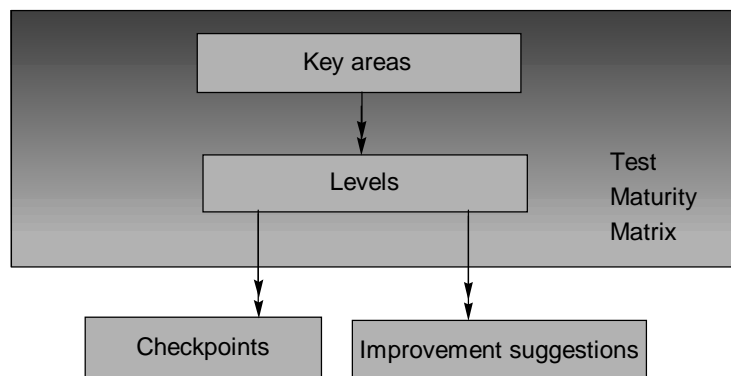 Key areas
Levels
Test
Maturity
Matrix
Checkpoints
Improvement suggestions